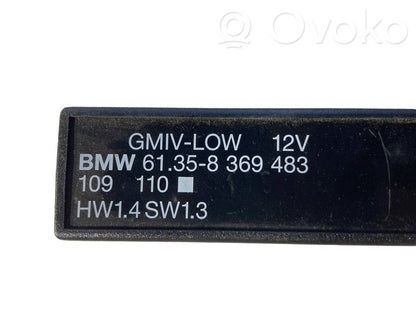 Ovoko
GMIV-LOW 12V
BMW 61.35-8 369 483
109 110
HW1.4 SW1.3